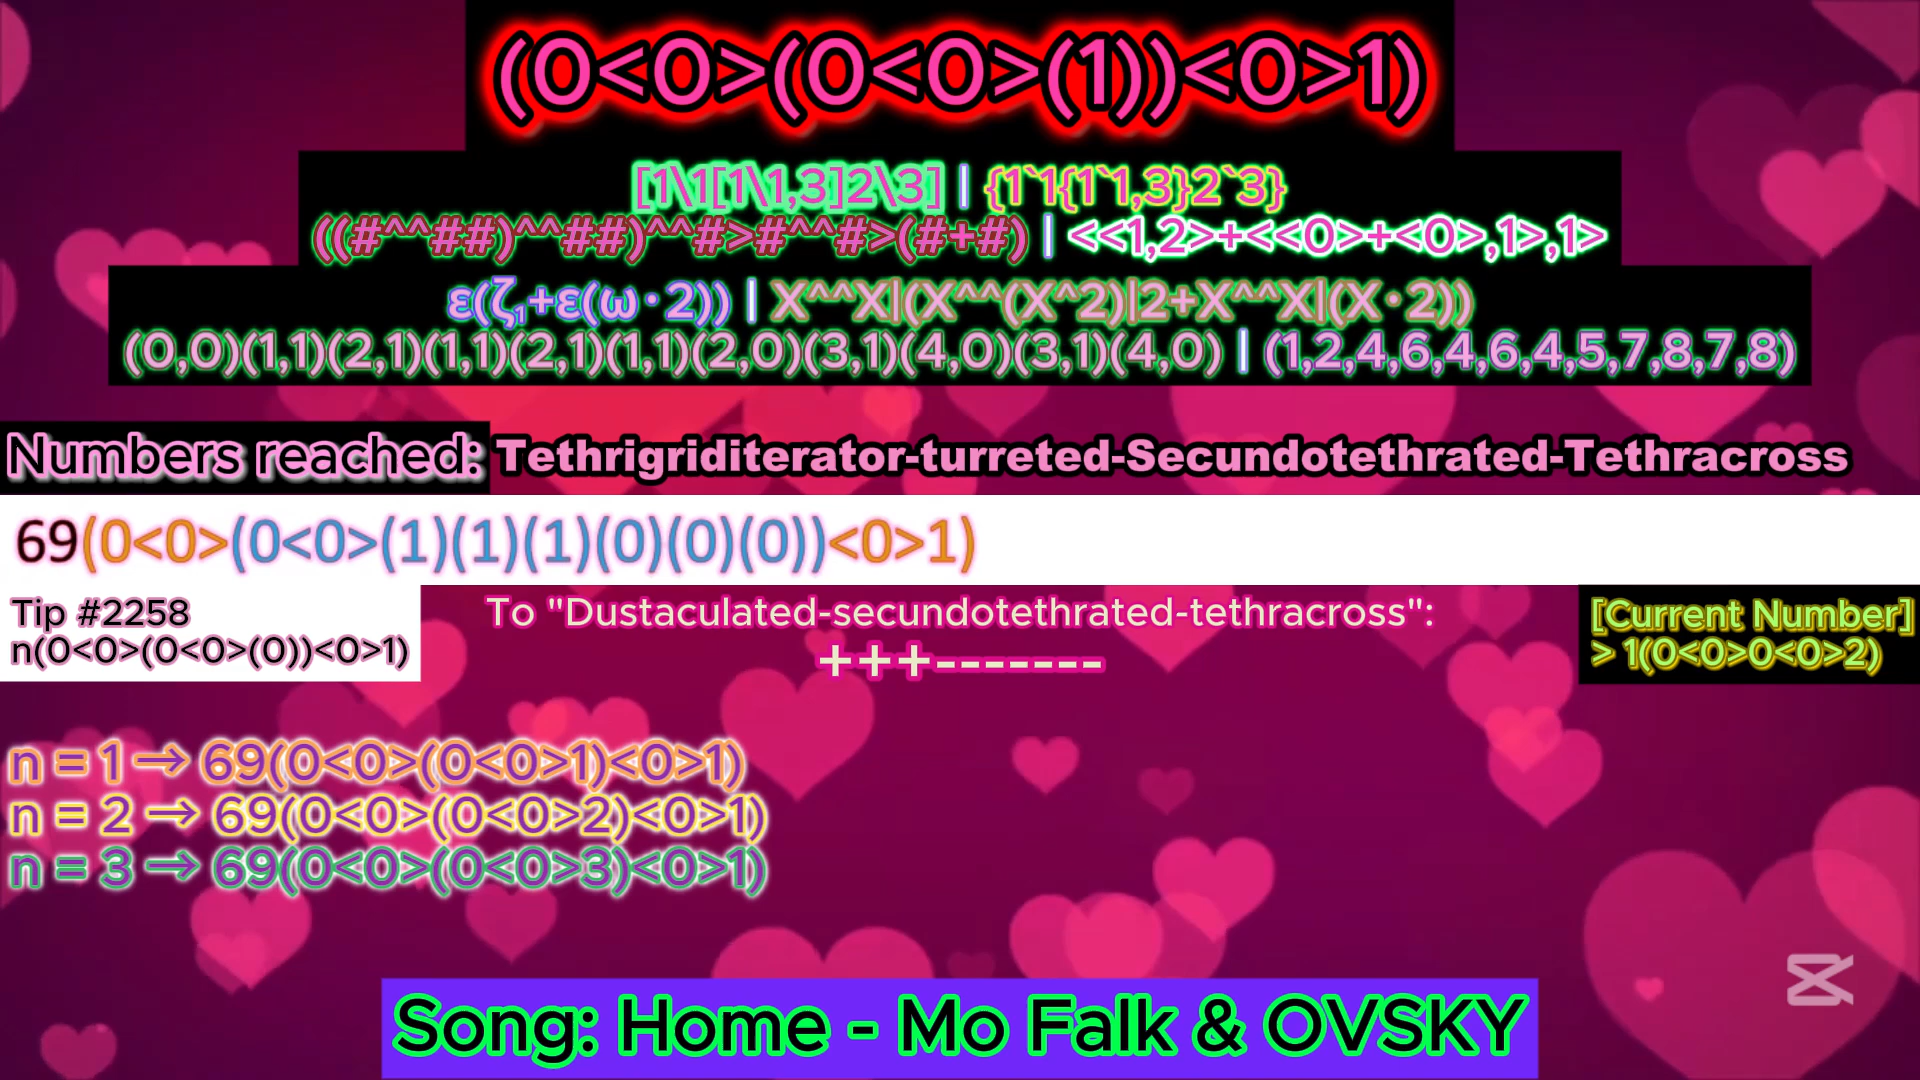 (0<0>(0<0>(1))<0>1)
[1\1[1\1,3]2\3] | {1`1{1`1,3}2`3}
((#^^##)^^##)^^#>#^^#>(#+#) | <<1,2>+<<0>+<0>,1>,1>
ε(ζ₁+ε(ω·2)) | X^^X|(X^^(X^2)|2+X^^X|(X·2))
(0,0)(1,1)(2,1)(1,1)(2,1)(1,1)(2,0)(3,1)(4,0)(3,1)(4,0) | (1,2,4,6,4,6,4,5,7,8,7,8)
Numbers reached: Tethrigriditerator-turreted-Secundotethrated-Tethracross
69(0<0>(0<0>(1)(1)(1)(0)(0)(0))<0>1)
Tip #2258
n(0<0>(0<0>(0))<0>1)
To "Dustaculated-secundotethrated-tethracross":
+++-------
[Current Number]
> 1(0<0>0<0>2)
n = 1 → 69(0<0>(0<0>1)<0>1)
n = 2 → 69(0<0>(0<0>2)<0>1)
n = 3 → 69(0<0>(0<0>3)<0>1)
Song: Home - Mo Falk & OVSKY